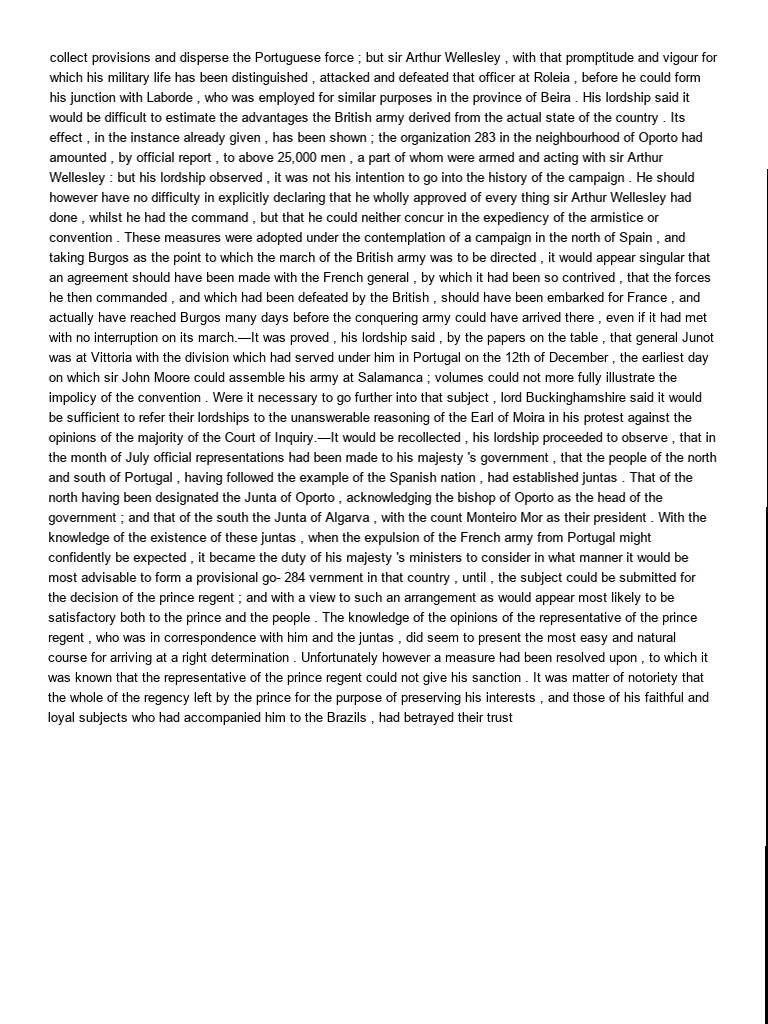 collect provisions and disperse the Portuguese force ; but sir Arthur Wellesley , with that promptitude and vigour for
which his military life has been distinguished , attacked and defeated that officer at Roleia , before he could form
his junction with Laborde , who was employed for similar purposes in the province of Beira . His lordship said it
would be difficult to estimate the advantages the British army derived from the actual state of the country . Its
effect , in the instance already given , has been shown ; the organization 283 in the neighbourhood of Oporto had
amounted , by official report , to above 25,000 men , a part of whom were armed and acting with sir Arthur
Wellesley : but his lordship observed , it was not his intention to go into the history of the campaign . He should
however have no difficulty in explicitly declaring that he wholly approved of every thing sir Arthur Wellesley had
done , whilst he had the command , but that he could neither concur in the expediency of the armistice or
convention . These measures were adopted under the contemplation of a campaign in the north of Spain , and
taking Burgos as the point to which the march of the British army was to be directed , it would appear singular that
an agreement should have been made with the French general , by which it had been so contrived , that the forces
he then commanded , and which had been defeated by the British , should have been embarked for France , and
actually have reached Burgos many days before the conquering army could have arrived there , even if it had met
with no interruption on its march.—It was proved , his lordship said , by the papers on the table , that general Junot
was at Vittoria with the division which had served under him in Portugal on the 12th of December , the earliest day
on which sir John Moore could assemble his army at Salamanca ; volumes could not more fully illustrate the
impolicy of the convention . Were it necessary to go further into that subject , lord Buckinghamshire said it would
be sufficient to refer their lordships to the unanswerable reasoning of the Earl of Moira in his protest against the
opinions of the majority of the Court of Inquiry.—It would be recollected , his lordship proceeded to observe , that in
the month of July official representations had been made to his majesty 's government , that the people of the north
and south of Portugal , having followed the example of the Spanish nation , had established juntas . That of the
north having been designated the Junta of Oporto , acknowledging the bishop of Oporto as the head of the
government ; and that of the south the Junta of Algarva , with the count Monteiro Mor as their president . With the
knowledge of the existence of these juntas , when the expulsion of the French army from Portugal might
confidently be expected , it became the duty of his majesty 's ministers to consider in what manner it would be
most advisable to form a provisional go- 284 vernment in that country , until , the subject could be submitted for
the decision of the prince regent ; and with a view to such an arrangement as would appear most likely to be
satisfactory both to the prince and the people . The knowledge of the opinions of the representative of the prince
regent , who was in correspondence with him and the juntas , did seem to present the most easy and natural
course for arriving at a right determination . Unfortunately however a measure had been resolved upon , to which it
was known that the representative of the prince regent could not give his sanction . It was matter of notoriety that
the whole of the regency left by the prince for the purpose of preserving his interests , and those of his faithful and
loyal subjects who had accompanied him to the Brazils , had betrayed their trust